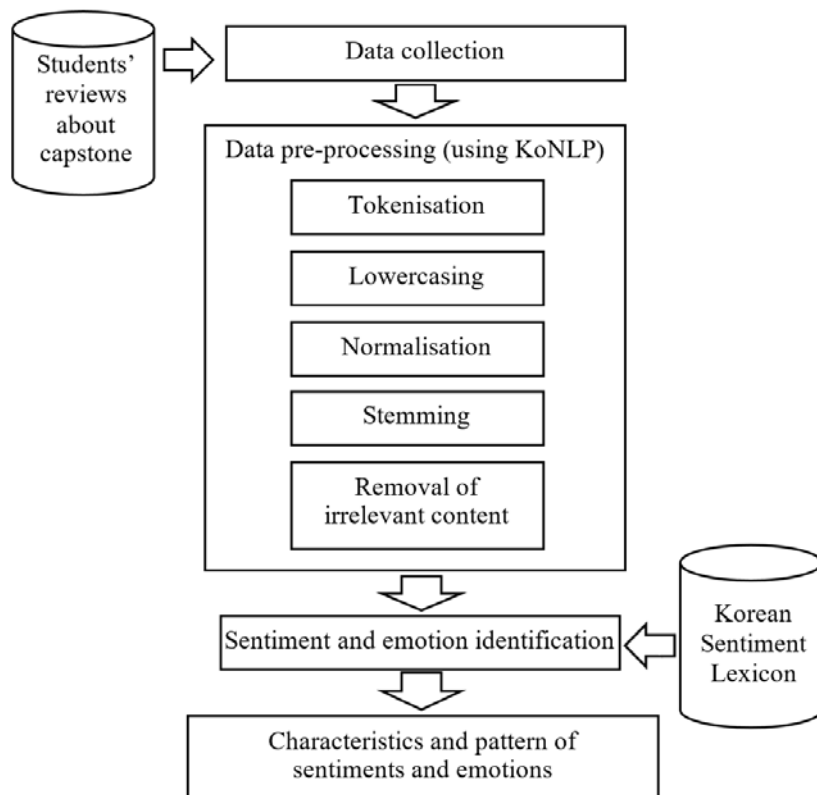 Students’
reviews
about
capstone
Data collection
Data pre-processing (using KoNLP)
Tokenisation
Lowercasing
Normalisation
Stemming
Removal of
irrelevant content
Sentiment and emotion identification
Korean
Sentiment
Lexicon
Characteristics and pattern of
sentiments and emotions